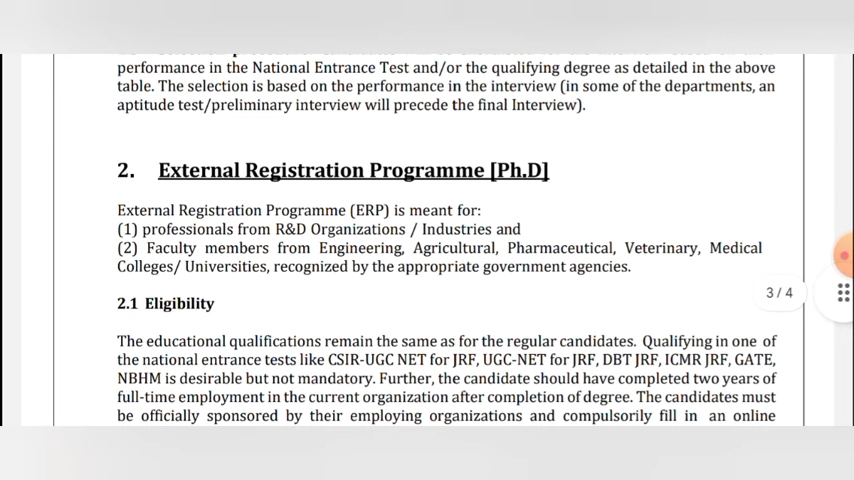 performance in the National Entrance Test and/or the qualifying degree as detailed in the above
table. The selection is based on the performance in the interview (in some of the departments, an
aptitude test/preliminary interview will precede the final Interview).
2. External Registration Programme [Ph.D]
External Registration Programme (ERP) is meant for:
(1) professionals from R&D Organizations / Industries and
(2) Faculty members from Engineering, Agricultural, Pharmaceutical, Veterinary, Medical
Colleges/ Universities, recognized by the appropriate government agencies.
3 / 4
2.1 Eligibility
The educational qualifications remain the same as for the regular candidates. Qualifying in one of
the national entrance tests like CSIR-UGC NET for JRF, UGC-NET for JRF, DBT JRF, ICMR JRF, GATE,
NBHM is desirable but not mandatory. Further, the candidate should have completed two years of
full-time employment in the current organization after completion of degree. The candidates must
be officially sponsored by their employing organizations and compulsorily fill in an online